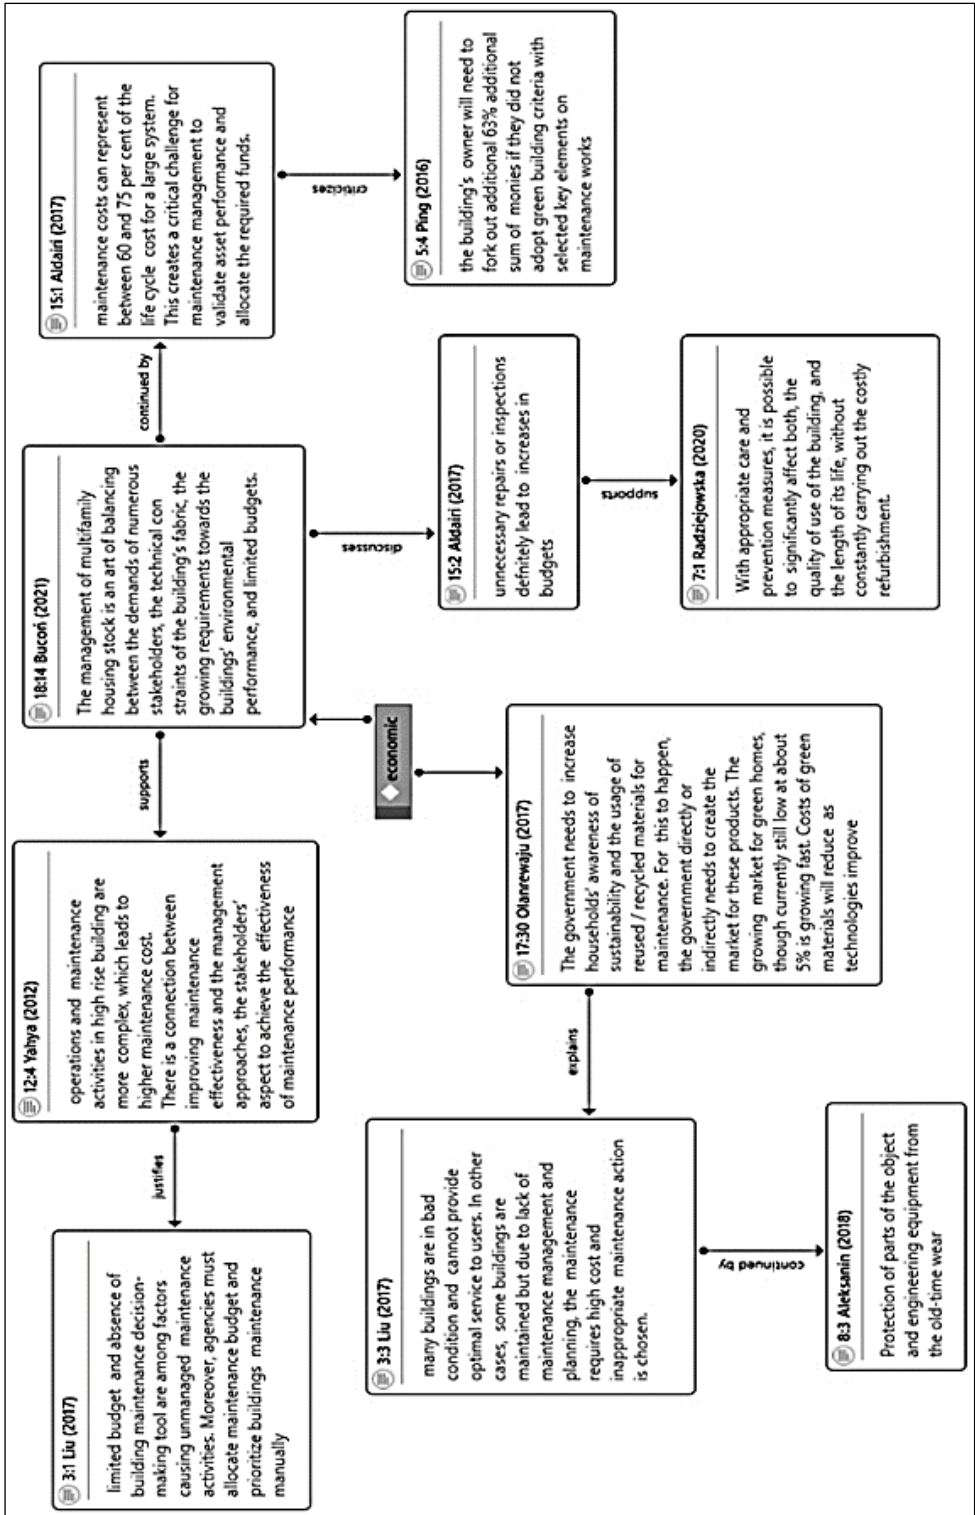 3:1 Liu (2017)
limited budget and absence of
building maintenance decision-
making tool are among factors
causing unmanaged maintenance
activities. Moreover, agencies must
allocate maintenance budget and
prioritize buildings maintenance
manually
justifies
12:4 Yahya (2012)
operations and maintenance
activities in high rise building are
more complex, which leads to
higher maintenance cost.
There is a connection between
improving maintenance
effectiveness and the management
approaches, the stakeholders'
aspect to achieve the effectiveness
of maintenance performance
supports
18:14 Bucoń (2021)
The management of multifamily
housing stock is an art of balancing
between the demands of numerous
stakeholders, the technical con
straints of the building's fabric, the
growing requirements towards the
buildings' environmental
performance, and limited budgets.
continued by
15:1 Aldairi (2017)
maintenance costs can represent
between 60 and 75 per cent of the
life cycle cost for a large system.
This creates a critical challenge for
maintenance management to
validate asset performance and
allocate the required funds.
criticizes
5:4 Ping (2016)
the building's owner will need to
fork out additional 63% additional
sum of monies if they did not
adopt green building criteria with
selected key elements on
maintenance works
discusses
15:2 Aldairi (2017)
unnecessary repairs or inspections
defnitely lead to increases in
budgets
supports
7:1 Radziejowska (2020)
With appropriate care and
prevention measures, it is possible
to significantly affect both, the
quality of use of the building, and
the length of its life, without
constantly carrying out the costly
refurbishment.
economic
17:30 Olanrewaju (2017)
The government needs to increase
households' awareness of
sustainability and the usage of
reused / recycled materials for
maintenance. For this to happen,
the government directly or
indirectly needs to create the
market for these products. The
growing market for green homes,
though currently still low at about
5% is growing fast. Costs of green
materials will reduce as
technologies improve
explains
3:3 Liu (2017)
many buildings are in bad
condition and cannot provide
optimal service to users. In other
cases, some buildings are
maintained but due to lack of
maintenance management and
planning, the maintenance
requires high cost and
inappropriate maintenance action
is chosen.
continued by
8:3 Aleksanin (2018)
Protection of parts of the object
and engineering equipment from
the old-time wear